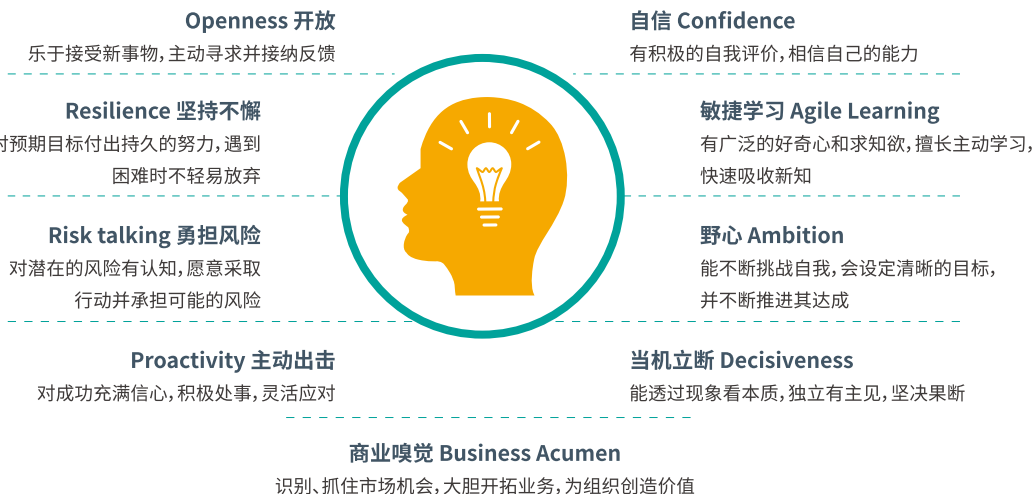 Openness 开放
乐于接受新事物，主动寻求并接纳反馈
自信 Confidence
有积极的自我评价，相信自己的能力
Resilience 坚持不懈
对预期目标付出持久的努力，遇到
困难时不轻易放弃
敏捷学习 Agile Learning
有广泛的好奇心和求知欲，擅长主动学习，
快速吸收新知
Risk talking 勇担风险
对潜在的风险有认知，愿意采取
行动并承担可能的风险
野心 Ambition
能不断挑战自我，会设定清晰的目标，
并不断推进其达成
Proactivity 主动出击
对成功充满信心，积极处事，灵活应对
当机立断 Decisiveness
能透过现象看本质，独立有主见，坚决果断
商业嗅觉 Business Acumen
识别、抓住市场机会，大胆开拓业务，为组织创造价值